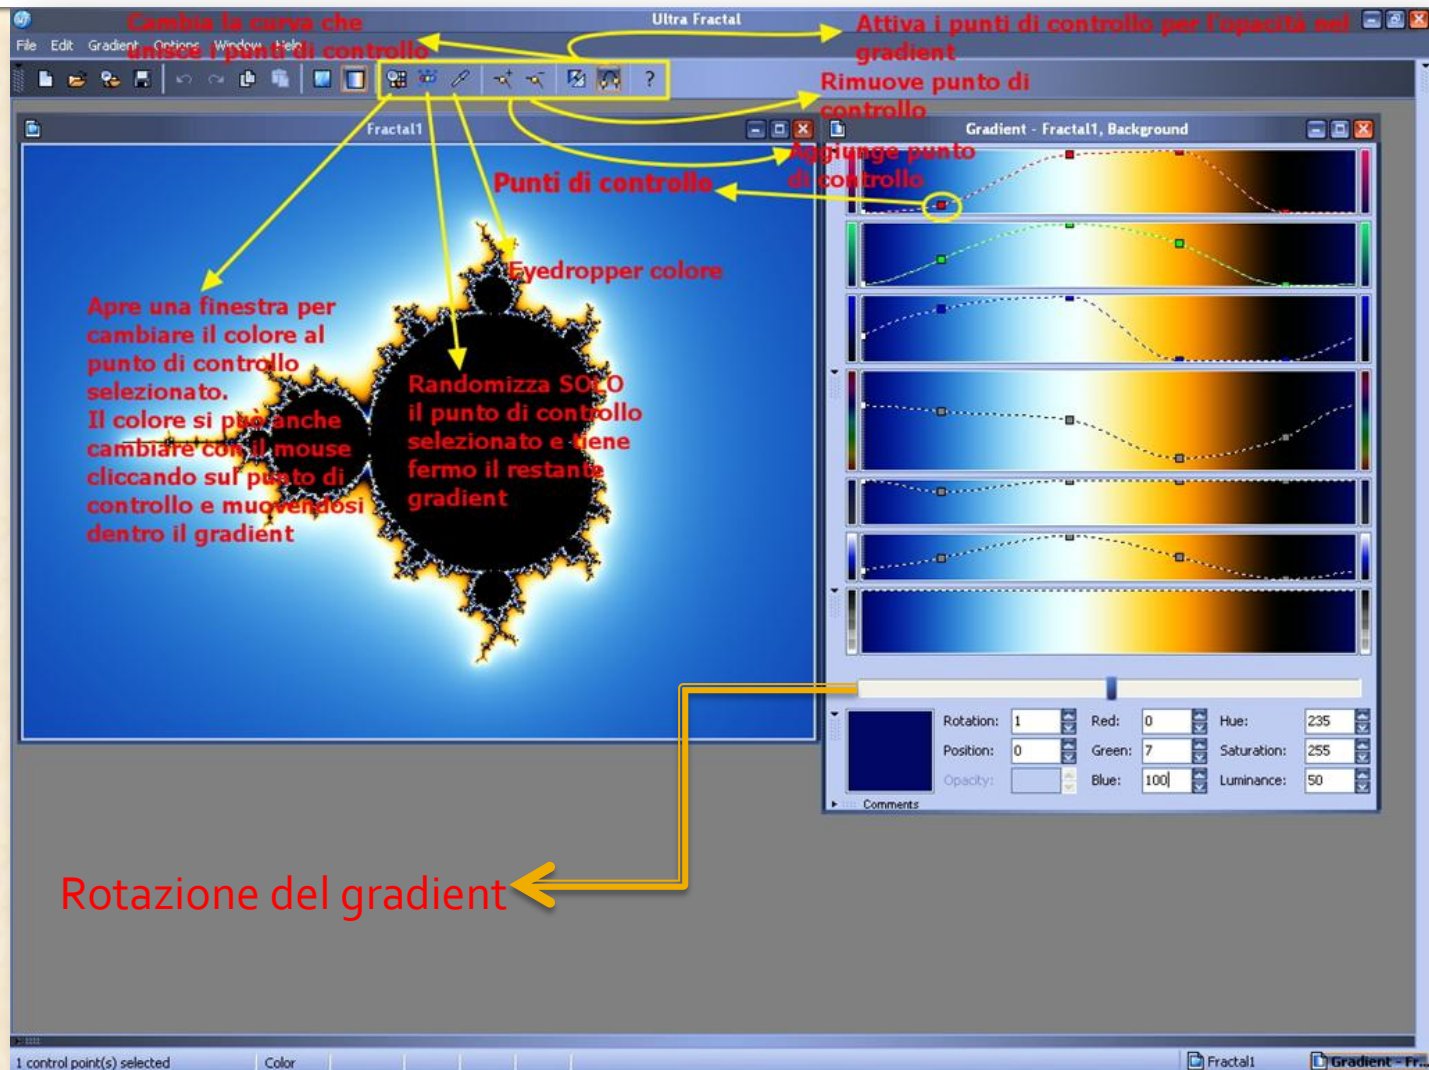 Ultra Fractal
Cambia la curva che
unisce i punti di controllo
Attiva i punti di controllo per l'opacità nel
gradient
File Edit Gradient Options Window Help
Rimuove punto di
controllo
Fractal1
Gradient - Fractal1, Background
Aggiunge punto
di controllo
Punti di controllo
Eyedropper colore
Apre una finestra per
cambiare il colore al
punto di controllo
selezionato.
Il colore si può anche
cambiare con il mouse
cliccando sul punto di
controllo e muovendosi
dentro il gradient
Randomizza SOLO
il punto di controllo
selezionato e tiene
fermo il restante
gradient
Rotation: 1 Red: 0 Hue: 235
Position: 0 Green: 7 Saturation: 255
Opacity: Blue: 100 Luminance: 50
Comments
Rotazione del gradient
1 control point(s) selected Color Fractal1 Gradient - Fr...